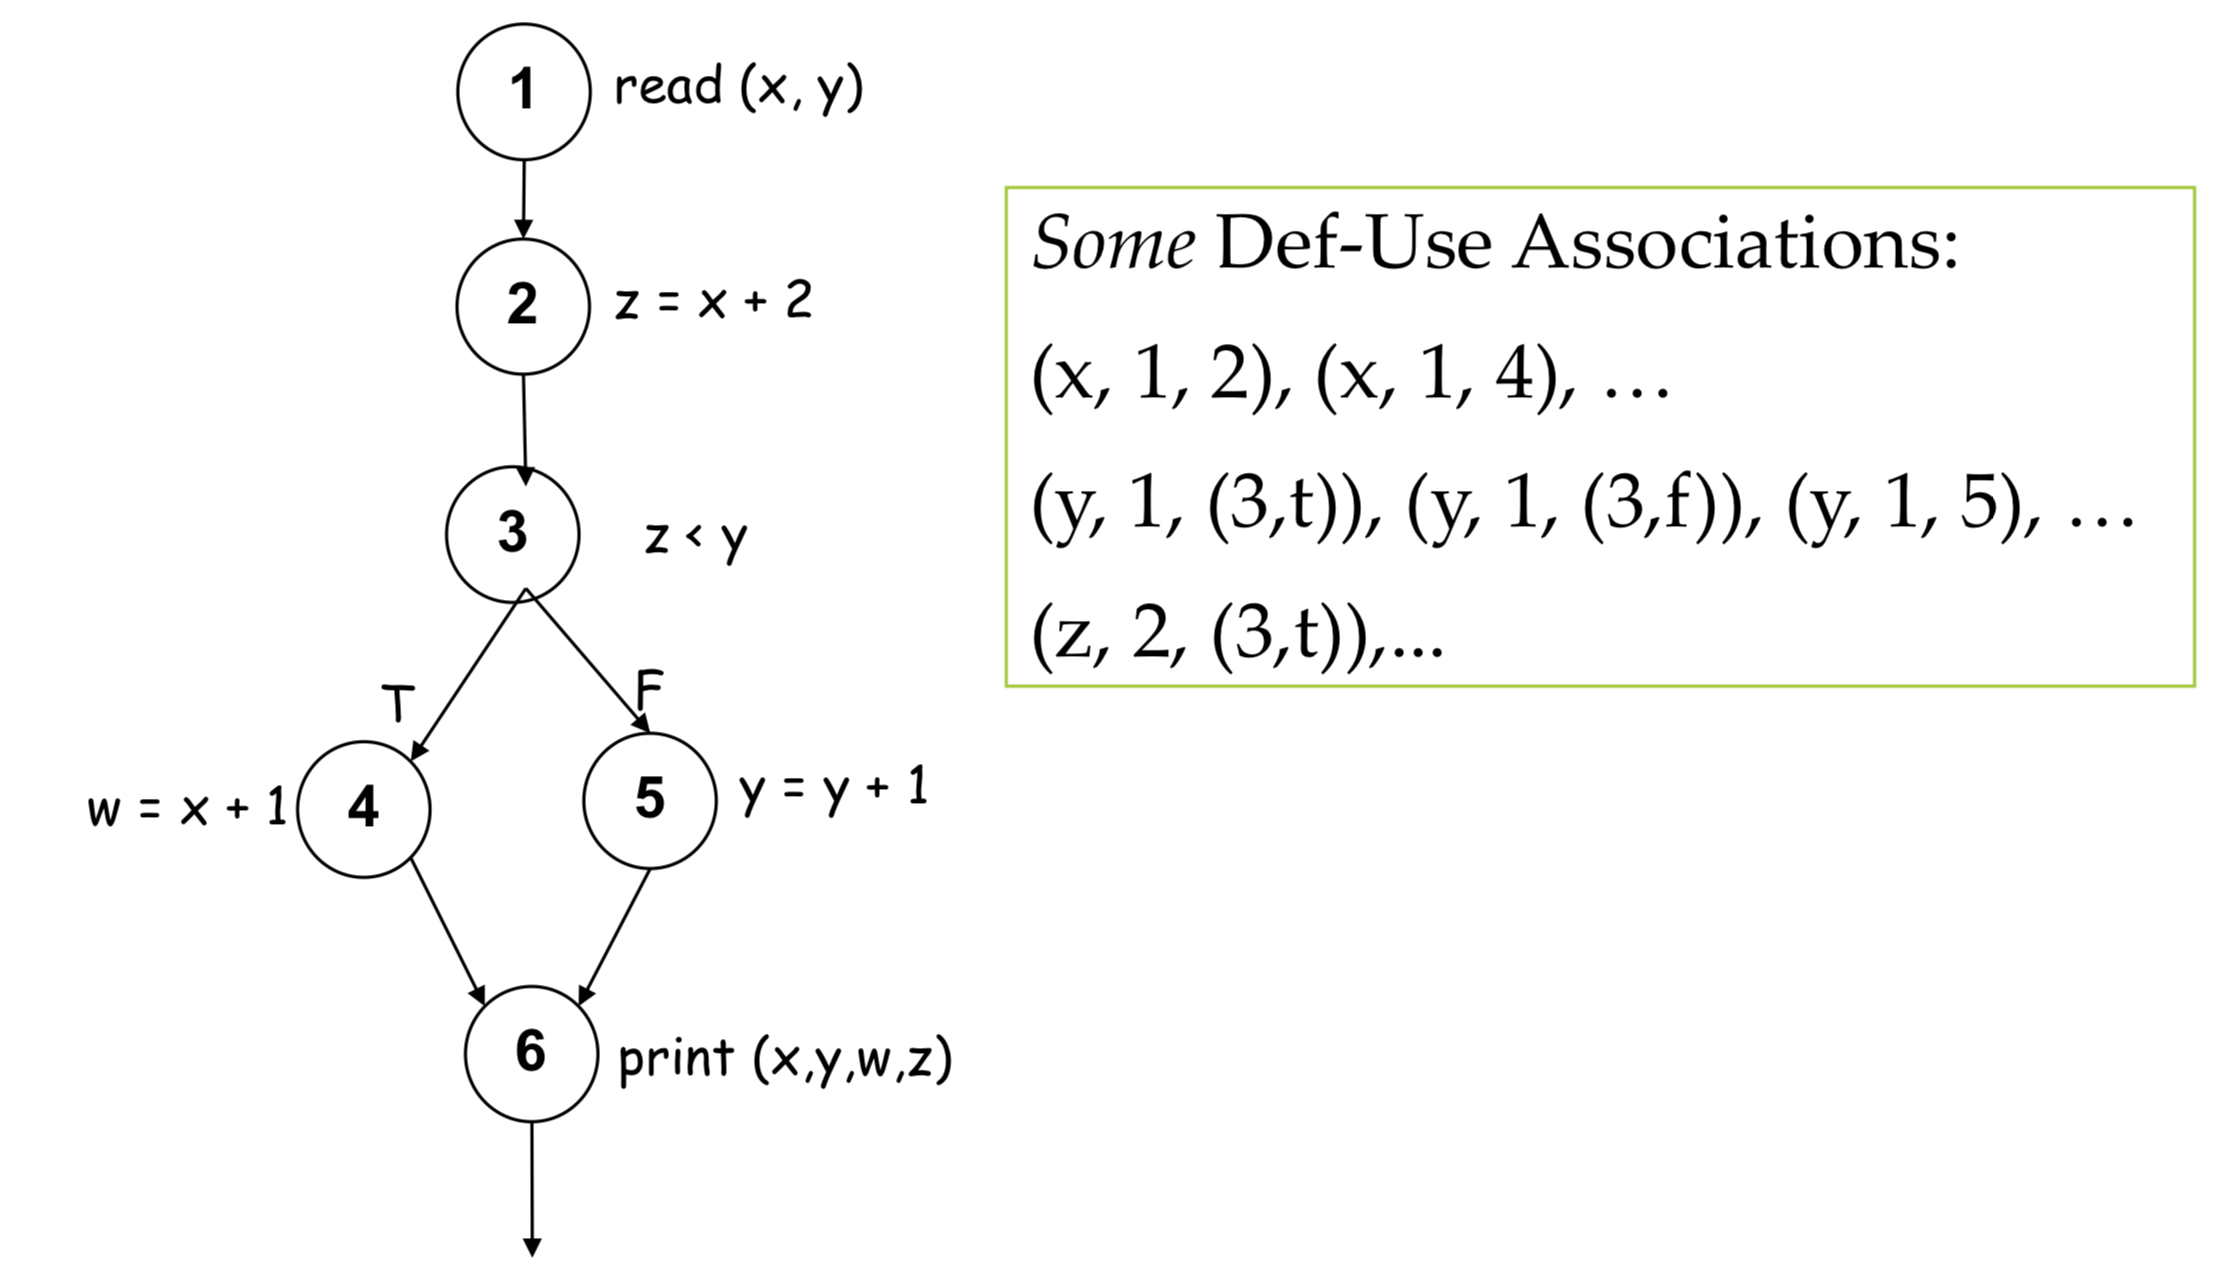 1 read (x, y)
2 z = x + 2
3 z < y
T F
w = x + 1 4 5 y = y + 1
6 print (x,y,w,z)
Some Def-Use Associations:
(x, 1, 2), (x, 1, 4), …
(y, 1, (3,t)), (y, 1, (3,f)), (y, 1, 5), …
(z, 2, (3,t)),...